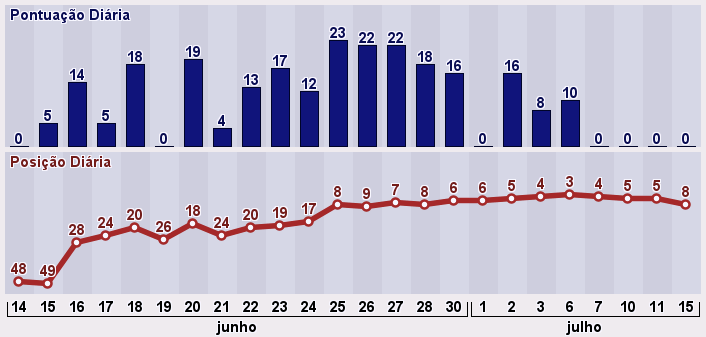 Pontuação Diária
0 5 14 5 18 0 19 4 13 17 12 23 22 22 18 16 0 16 8 10 0 0 0 0
Posição Diária
48 49 28 24 20 26 18 24 20 19 17 8 9 7 8 6 6 5 4 3 4 5 5 8
14 15 16 17 18 19 20 21 22 23 24 25 26 27 28 30 1 2 3 6 7 10 11 15
junho julho